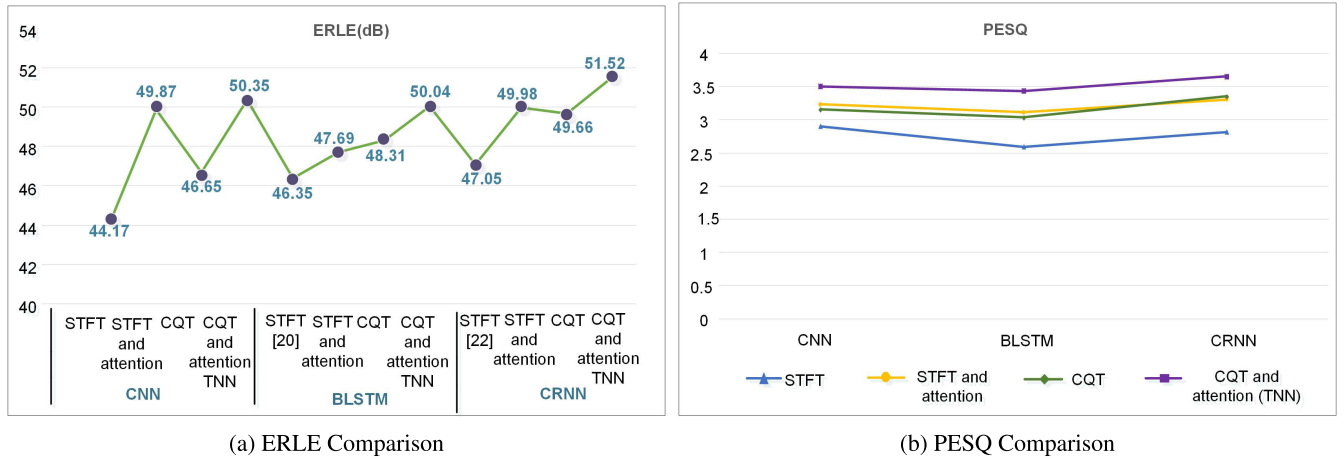 ERLE(dB)
54
52
50
48
46
44
42
40
44.17
49.87
46.65
50.35
46.35
47.69
48.31
50.04
47.05
49.98
49.66
51.52
STFT
STFT and attention
CQT
CQT and attention TNN
CNN
STFT [20]
STFT and attention
CQT
CQT and attention TNN
BLSTM
STFT [22]
STFT and attention
CQT
CQT and attention TNN
CRNN
(a) ERLE Comparison
PESQ
4
3.5
3
2.5
2
1.5
1
0.5
0
CNN
BLSTM
CRNN
STFT
STFT and attention
CQT
CQT and attention (TNN)
(b) PESQ Comparison